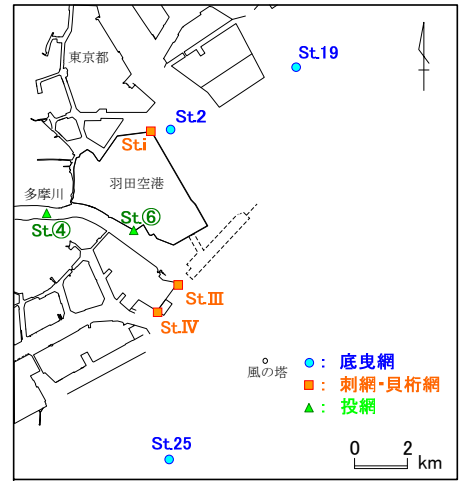 St.19
東京都
St.2
St.i
多摩川
羽田空港
St.④
St.⑥
St.Ⅲ
St.Ⅳ
風の塔
： 底曳網
： 刺網・貝桁網
： 投網
St.25
0 2
km